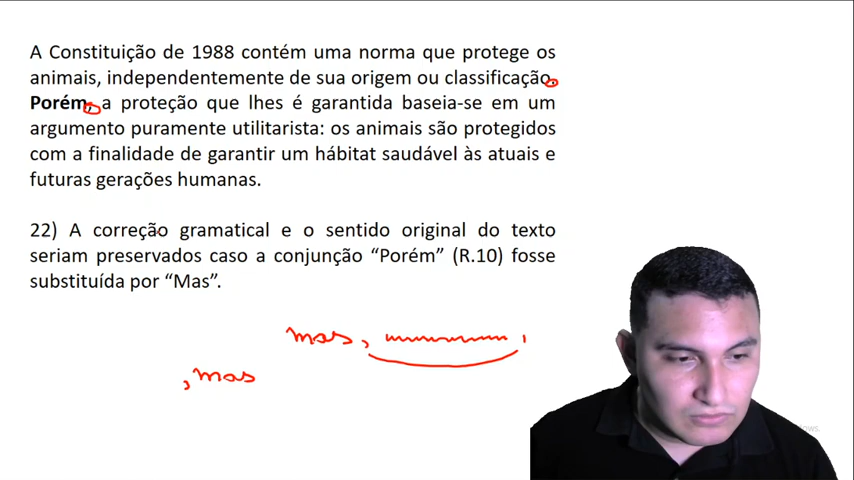 A Constituição de 1988 contém uma norma que protege os
animais, independentemente de sua origem ou classificação.
Porém, a proteção que lhes é garantida baseia-se em um
argumento puramente utilitarista: os animais são protegidos
com a finalidade de garantir um hábitat saudável às atuais e
futuras gerações humanas.
22) A correção gramatical e o sentido original do texto
seriam preservados caso a conjunção “Porém” (R.10) fosse
substituída por “Mas”.
mas, ,
, mas